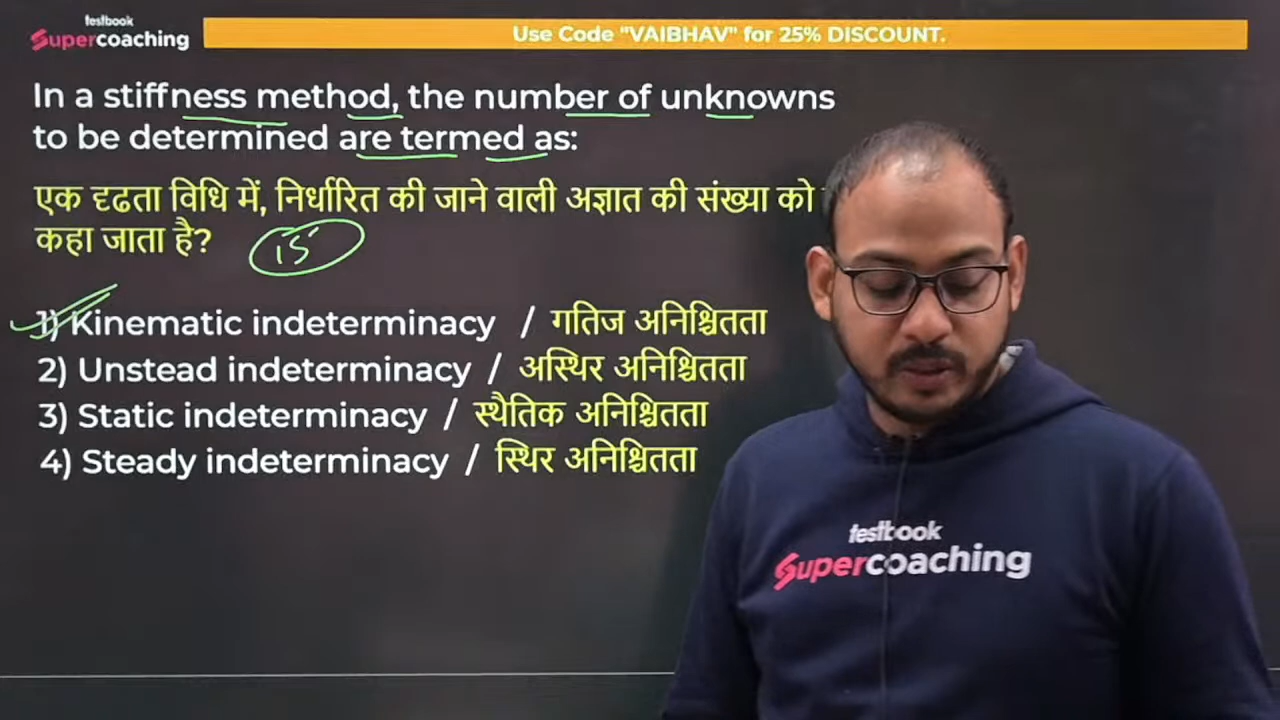 testbook
Supercoaching
Use Code "VAIBHAV" for 25% DISCOUNT.
In a stiffness method, the number of unknowns
to be determined are termed as:
एक दृढता विधि में, निर्धारित की जाने वाली अज्ञात की संख्या को
कहा जाता है?
15
1) Kinematic indeterminacy / गतिज अनिश्चितता
2) Unstead indeterminacy / अस्थिर अनिश्चितता
3) Static indeterminacy / स्थैतिक अनिश्चितता
4) Steady indeterminacy / स्थिर अनिश्चितता
testbook
Supercoaching